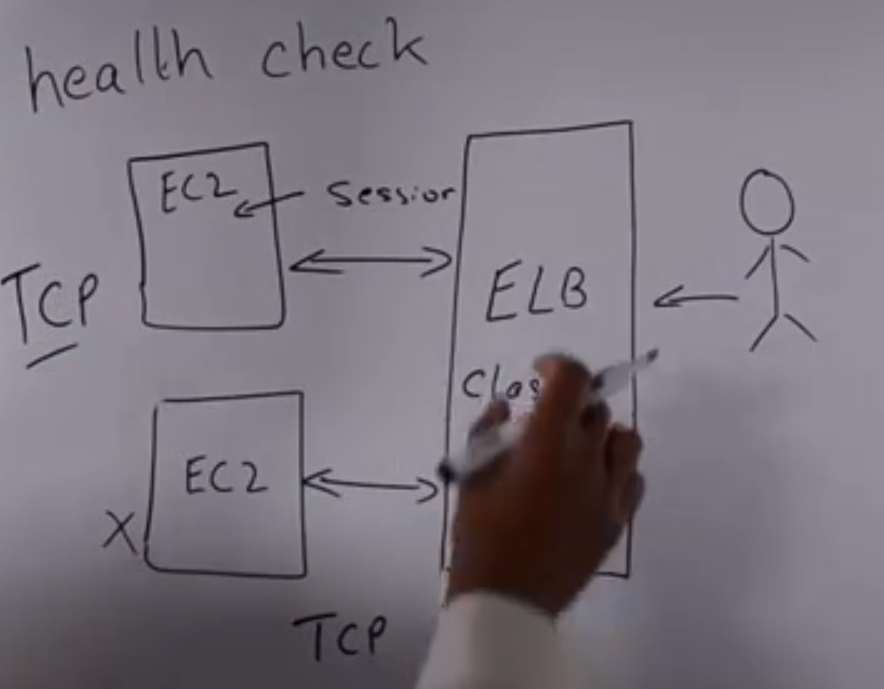 health check
EC2
Session
TCP
ELB
EC2
X
TCP